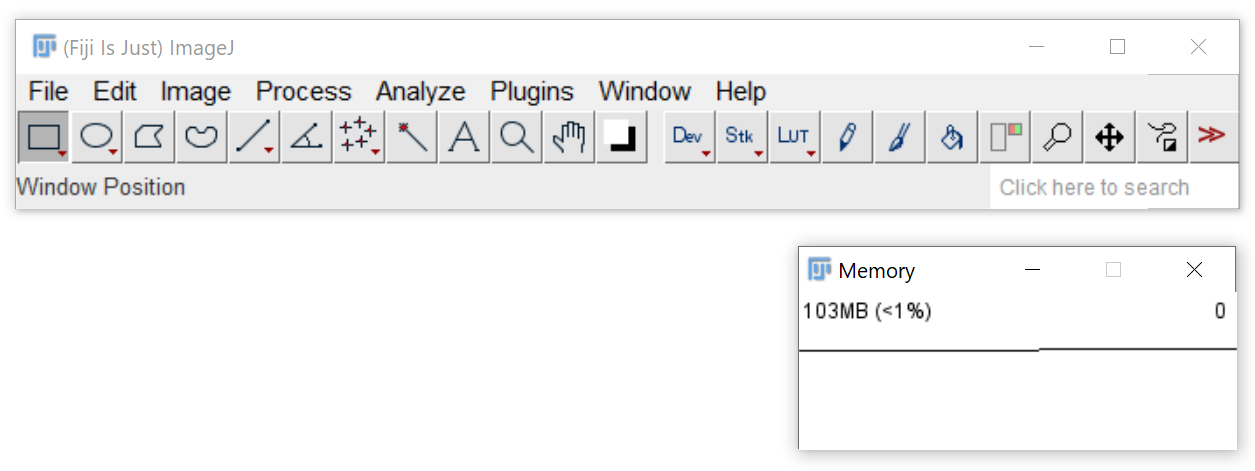 (Fiji Is Just) ImageJ
File Edit Image Process Analyze Plugins Window Help
A Dev Stk LUT
Window Position Click here to search
Memory
103MB (<1%) 0